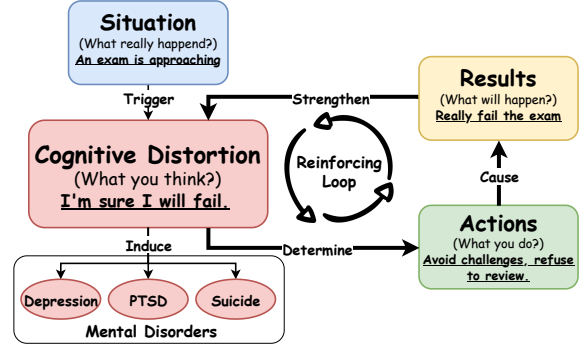 Situation
(What really happend?)
An exam is approaching
Trigger
Strengthen
Results
(What will happen?)
Really fail the exam
Cognitive Distortion
(What you think?)
I'm sure I will fail.
Reinforcing
Loop
Cause
Induce
Determine
Actions
(What you do?)
Avoid challenges, refuse
to review.
Depression
PTSD
Suicide
Mental Disorders